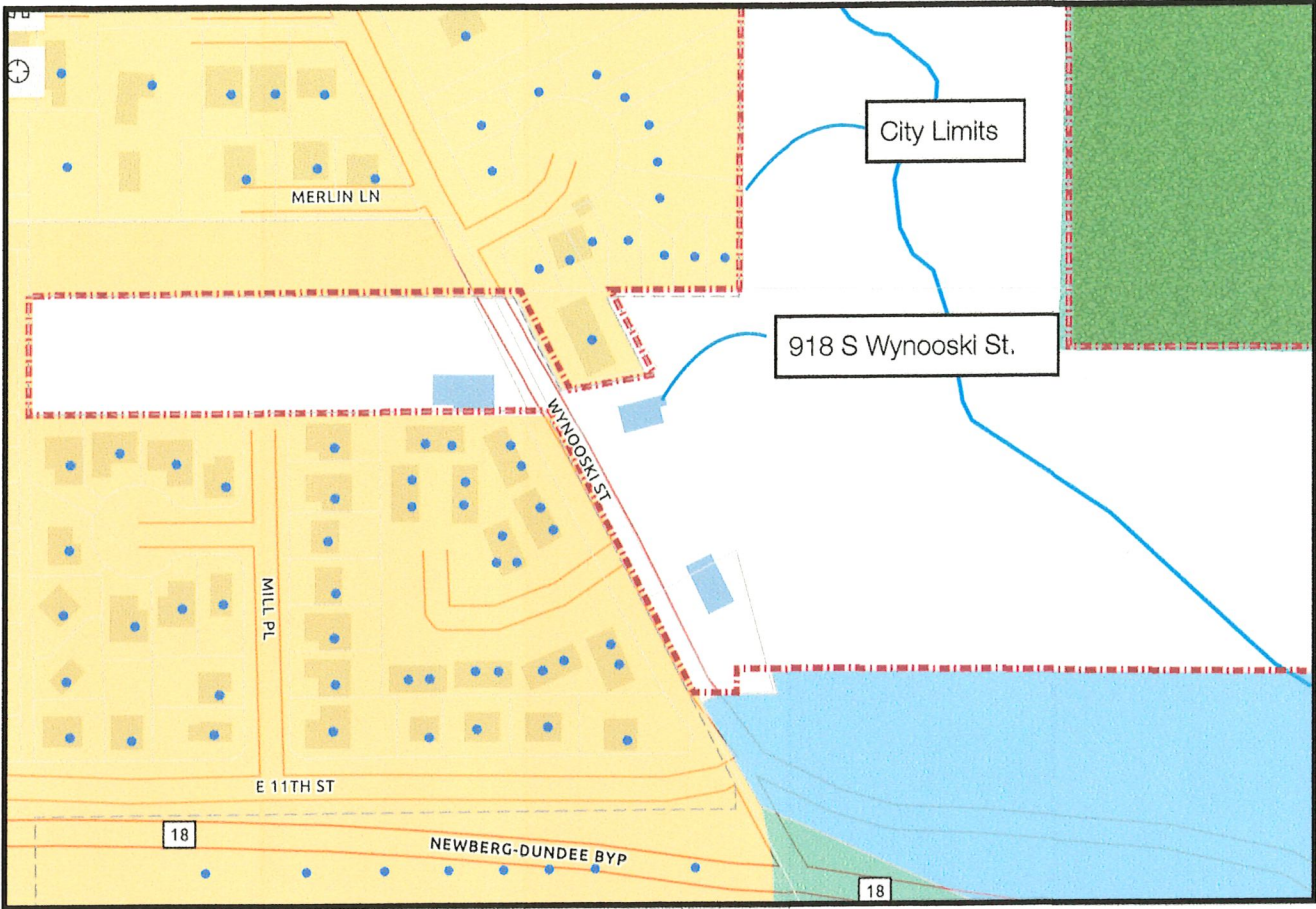 City Limits
MERLIN LN
918 S Wynooski St.
WYNOOSKI ST
MILL PL
E 11TH ST
18
NEWBERG-DUNDEE BYP
18